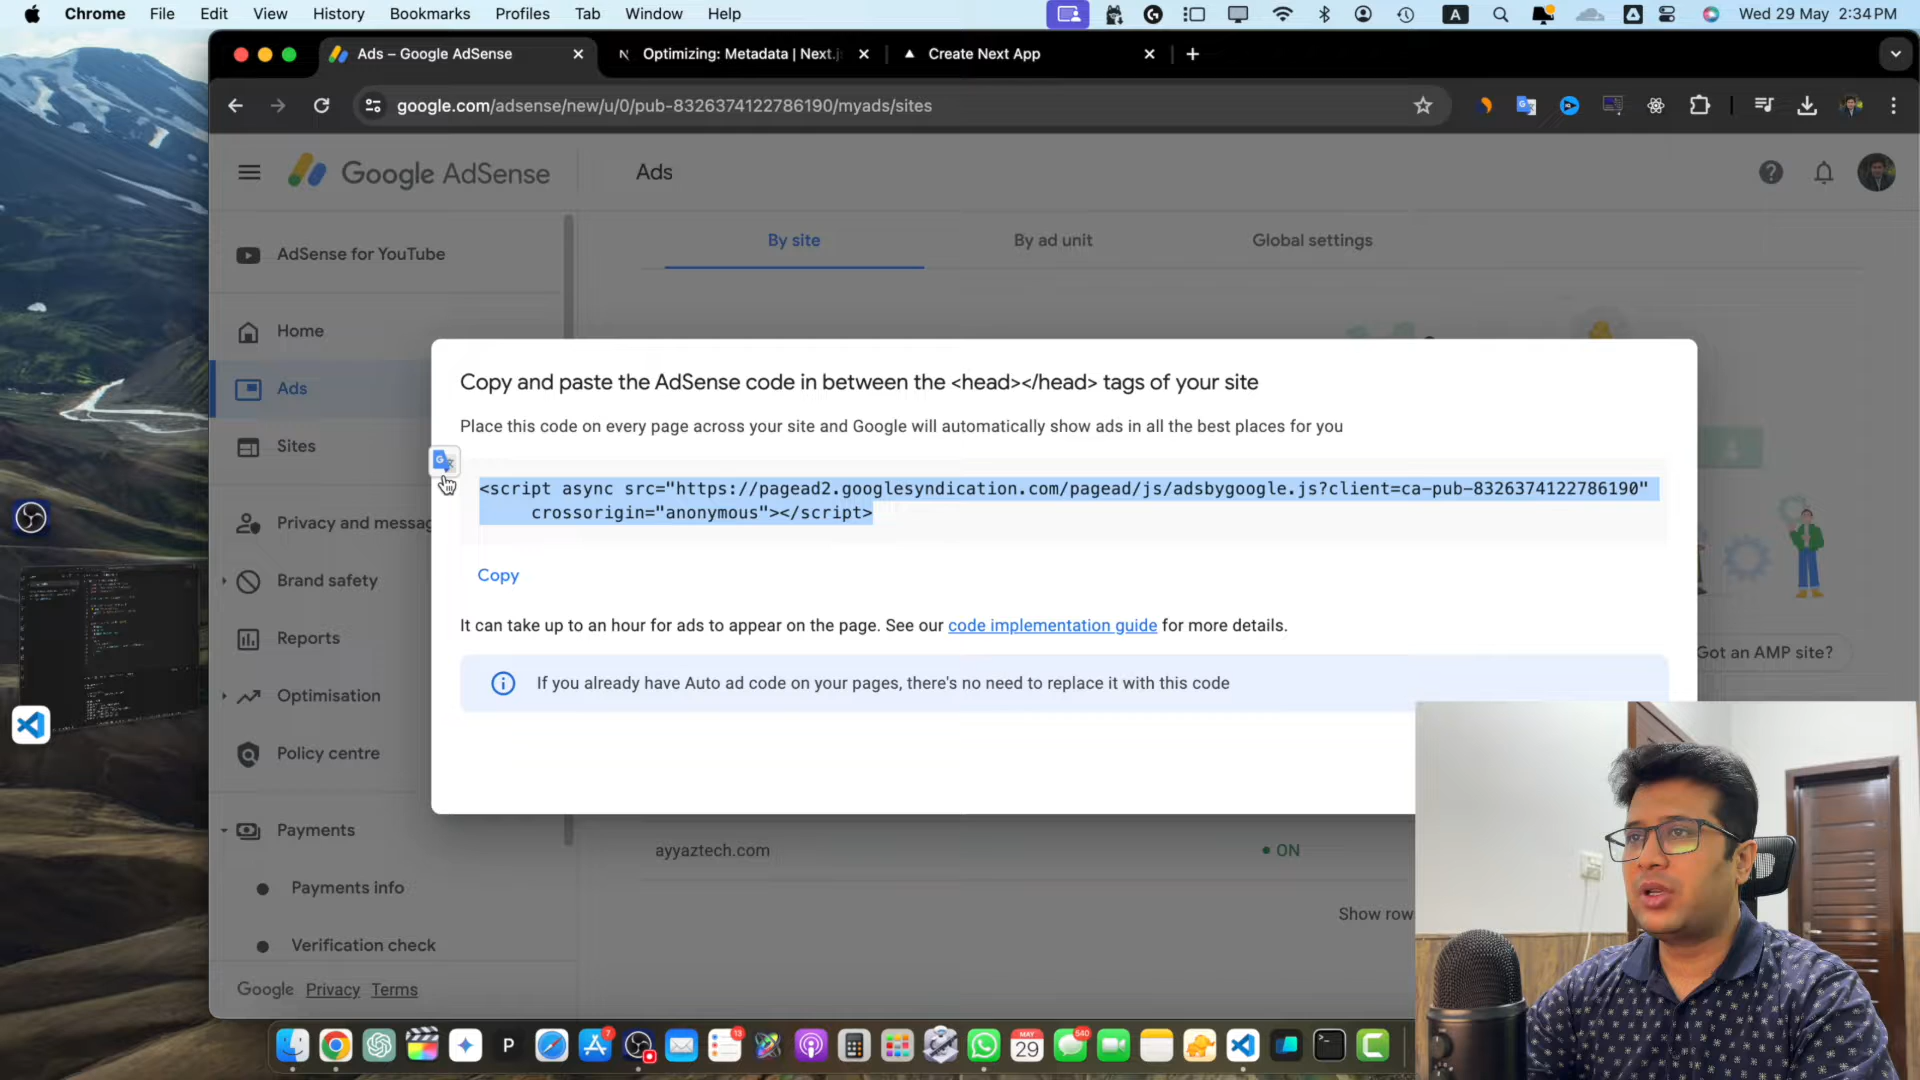 Chrome File Edit View History Bookmarks Profiles Tab Window Help
A
Wed 29 May 2:34 PM
Ads – Google AdSense
Optimizing: Metadata | Next.j
Create Next App
google.com/adsense/new/u/0/pub-8326374122786190/myads/sites
Google AdSense
Ads
AdSense for YouTube
By site
By ad unit
Global settings
Home
Ads
Sites
Privacy and messag
Brand safety
Reports
Optimisation
Policy centre
Payments
Payments info
Verification check
Google Privacy Terms
Copy and paste the AdSense code in between the <head></head> tags of your site
Place this code on every page across your site and Google will automatically show ads in all the best places for you
<script async src="https://pagead2.googlesyndication.com/pagead/js/adsbygoogle.js?client=ca-pub-8326374122786190"
crossorigin="anonymous"></script>
Copy
It can take up to an hour for ads to appear on the page. See our code implementation guide for more details.
If you already have Auto ad code on your pages, there's no need to replace it with this code
Got an AMP site?
ayyaztech.com
ON
Show row
7
13
MAY
29
540
P